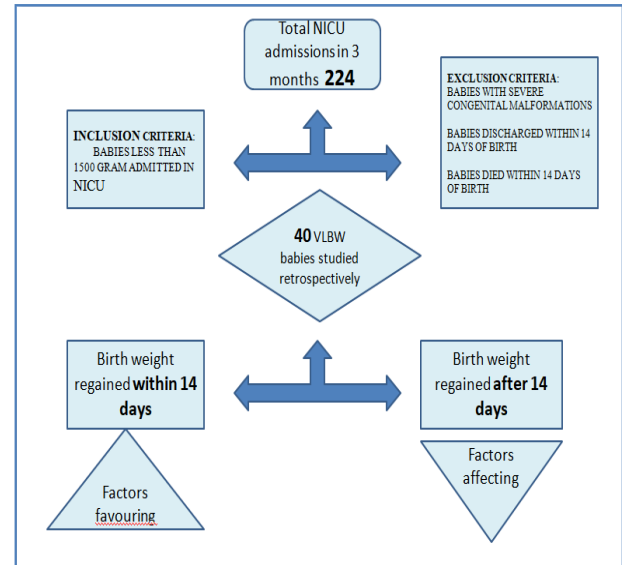 Total NICU
admissions in 3
months 224
INCLUSION CRITERIA:
BABIES LESS THAN
1500 GRAM ADMITTED IN
NICU
EXCLUSION CRITERIA:
BABIES WITH SEVERE
CONGENITAL MALFORMATIONS
BABIES DISCHARGED WITHIN 14
DAYS OF BIRTH
BABIES DIED WITHIN 14 DAYS
OF BIRTH
40 VLBW
babies studied
retrospectively
Birth weight
regained within 14
days
Birth weight
regained after 14
days
Factors
favouring
Factors
affecting